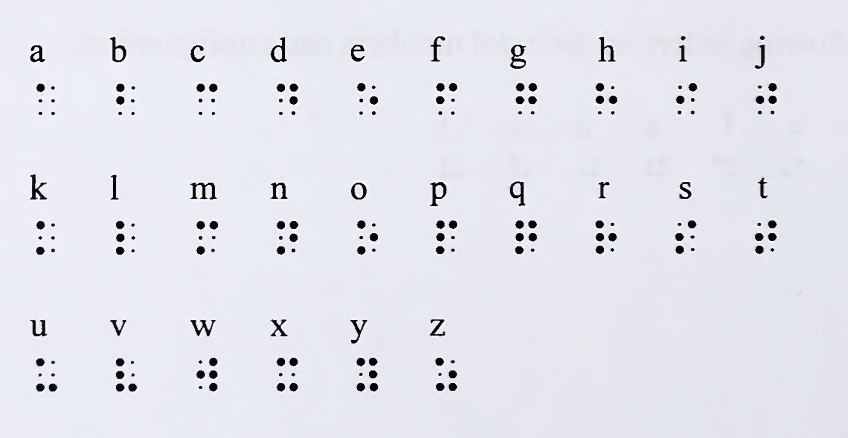 a b c d e f g h i j
⠁ ⠃ ⠉ ⠙ ⠑ ⠋ ⠛ ⠓ ⠊ ⠚
k l m n o p q r s t
⠅ ⠇ ⠍ ⠝ ⠕ ⠏ ⠟ ⠗ ⠎ ⠞
u v w x y z
⠥ ⠧ ⠺ ⠭ ⠽ ⠵